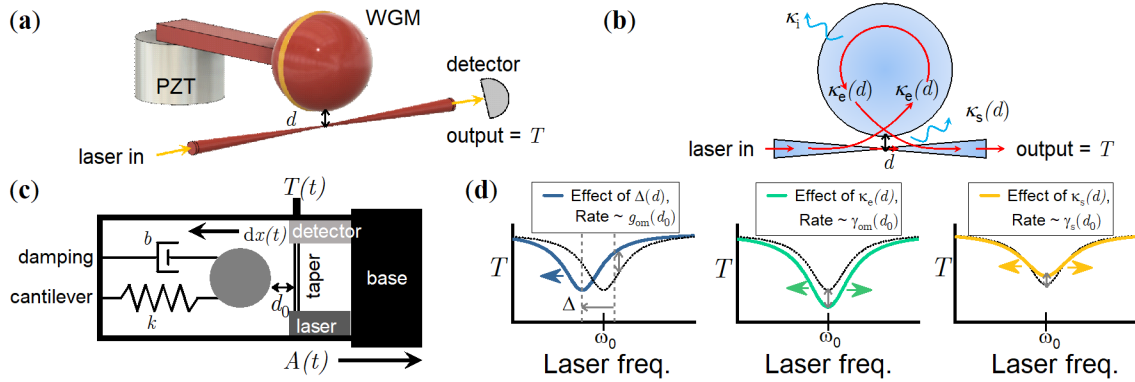 (a)
WGM
PZT
detector
d
laser in
output = T
(b)
κi
κe(d) κe(d)
κs(d)
laser in
d
output = T
(c)
T(t)
b
dx(t)
detector
damping
cantilever
k
d0
taper
base
laser
A(t)
(d)
Effect of Δ(d),
Rate ~ gom(d0)
T
Δ
ω0
Laser freq.
Effect of κe(d),
Rate ~ γom(d0)
T
ω0
Laser freq.
Effect of κs(d),
Rate ~ γs(d0)
T
ω0
Laser freq.